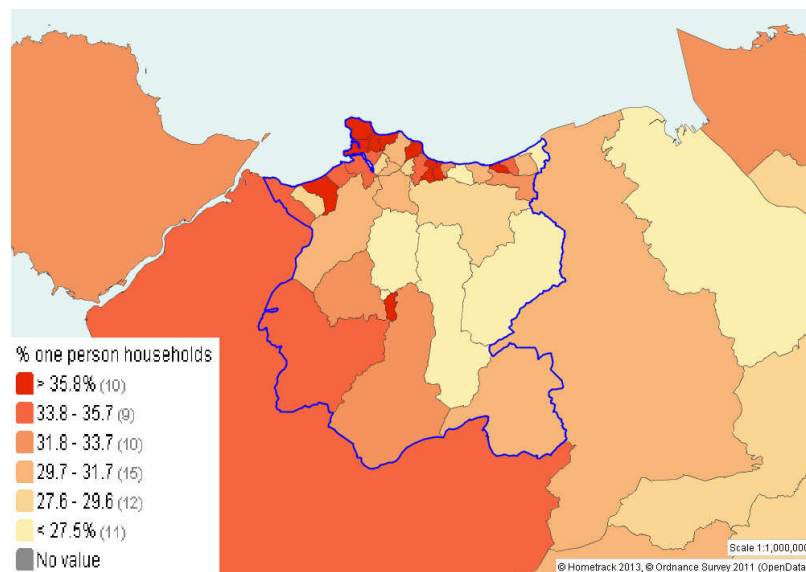 % one person households
> 35.8% (10)
33.8 - 35.7 (9)
31.8 - 33.7 (10)
29.7 - 31.7 (15)
27.6 - 29.6 (12)
< 27.5% (11)
No value
Scale 1:1,000,000
© Hometrack 2013, © Ordnance Survey 2011 (OpenData